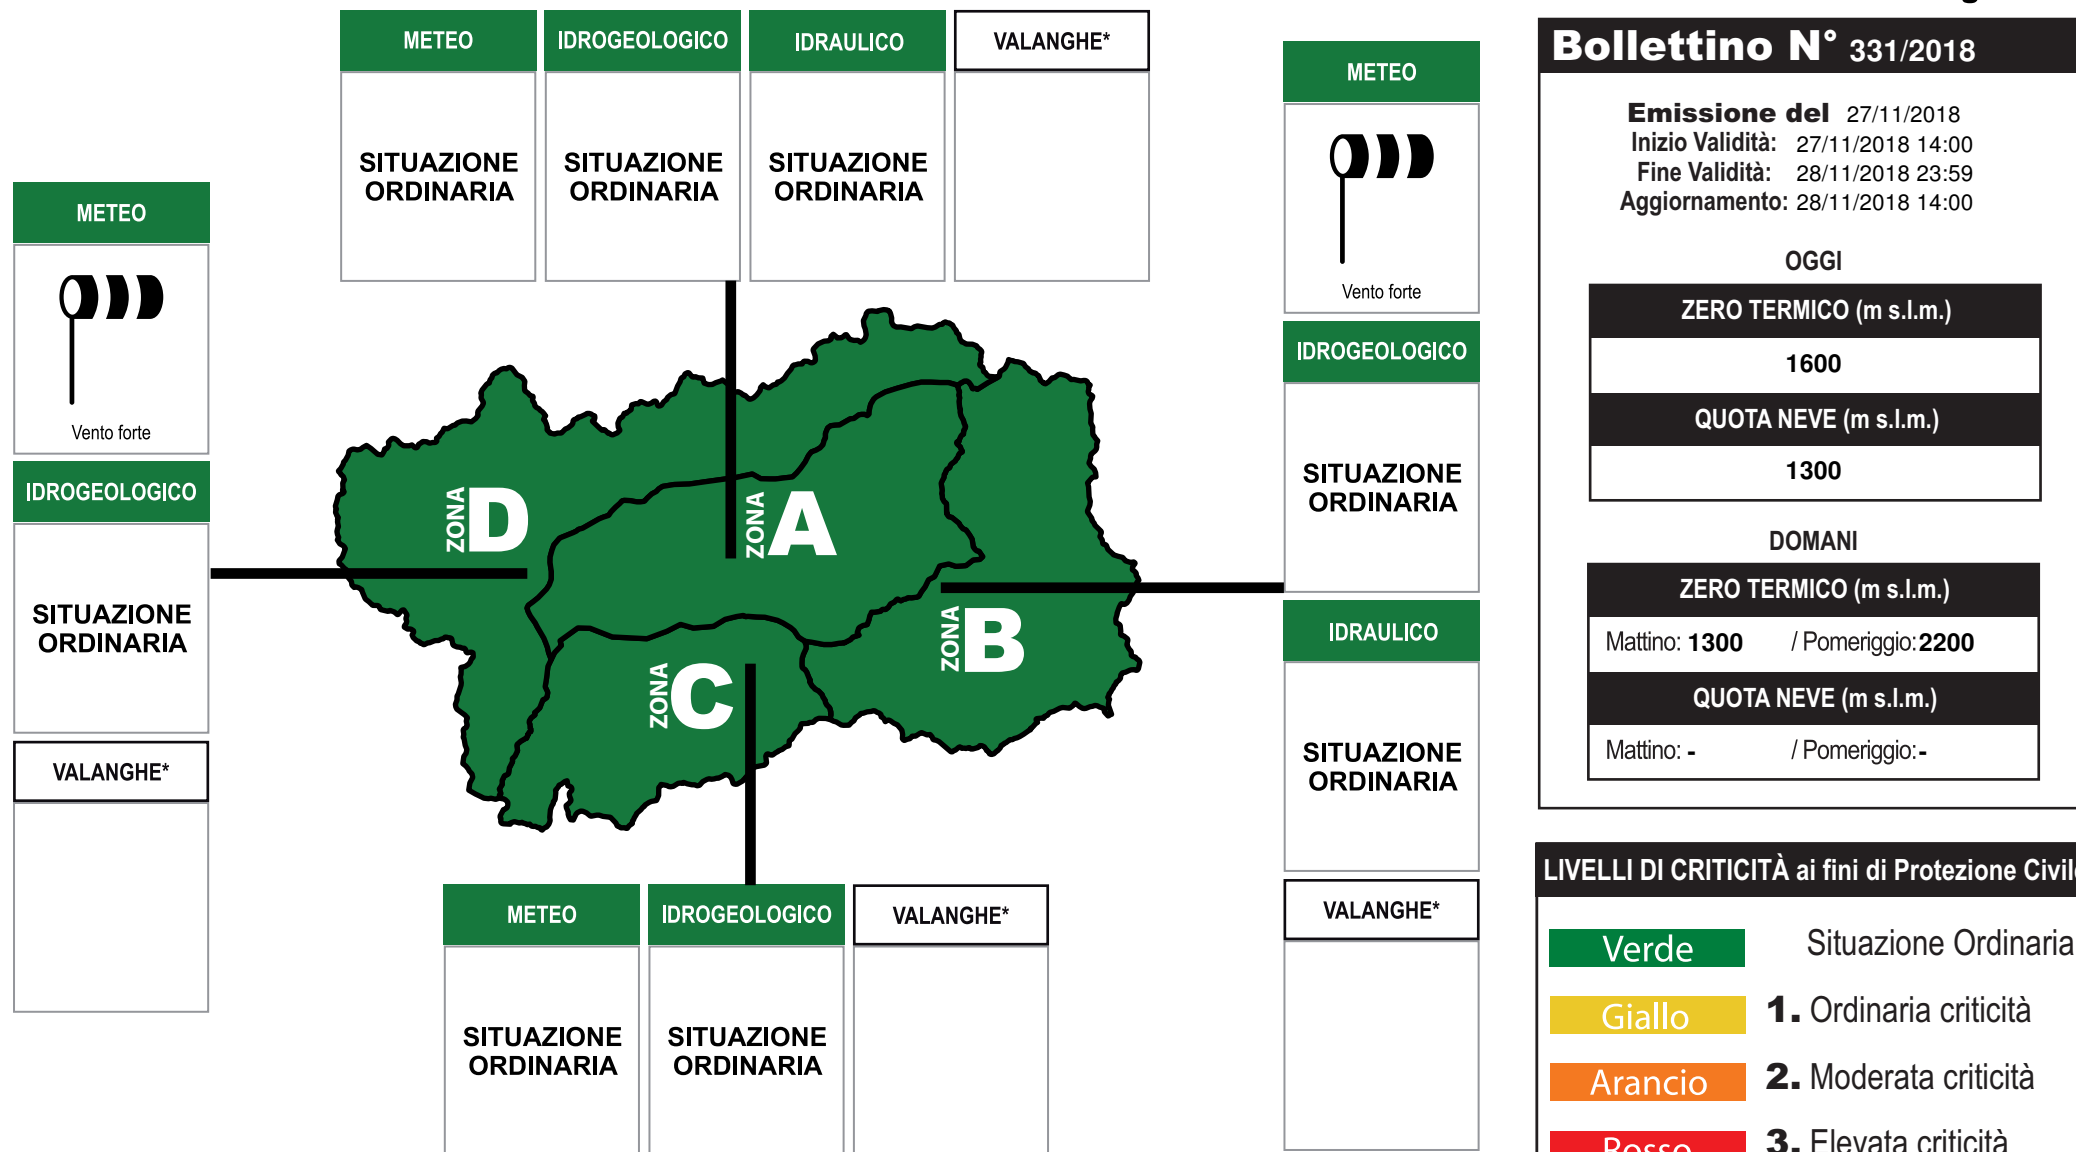 METEO
IDROGEOLOGICO
IDRAULICO
VALANGHE*
SITUAZIONE
ORDINARIA
SITUAZIONE
ORDINARIA
SITUAZIONE
ORDINARIA
METEO
Vento forte
IDROGEOLOGICO
SITUAZIONE
ORDINARIA
VALANGHE*
ZONA D
ZONA A
ZONA B
ZONA C
METEO
Vento forte
IDROGEOLOGICO
SITUAZIONE
ORDINARIA
IDRAULICO
SITUAZIONE
ORDINARIA
VALANGHE*
METEO
IDROGEOLOGICO
VALANGHE*
SITUAZIONE
ORDINARIA
SITUAZIONE
ORDINARIA
Bollettino N° 331/2018
Emissione del 27/11/2018
Inizio Validità: 27/11/2018 14:00
Fine Validità: 28/11/2018 23:59
Aggiornamento: 28/11/2018 14:00
OGGI
ZERO TERMICO (m s.l.m.)
1600
QUOTA NEVE (m s.l.m.)
1300
DOMANI
ZERO TERMICO (m s.l.m.)
Mattino: 1300 / Pomeriggio: 2200
QUOTA NEVE (m s.l.m.)
Mattino: - / Pomeriggio: -
LIVELLI DI CRITICITÀ ai fini di Protezione Civile
Verde Situazione Ordinaria
Giallo 1. Ordinaria criticità
Arancio 2. Moderata criticità
Rosso 3. Elevata criticità